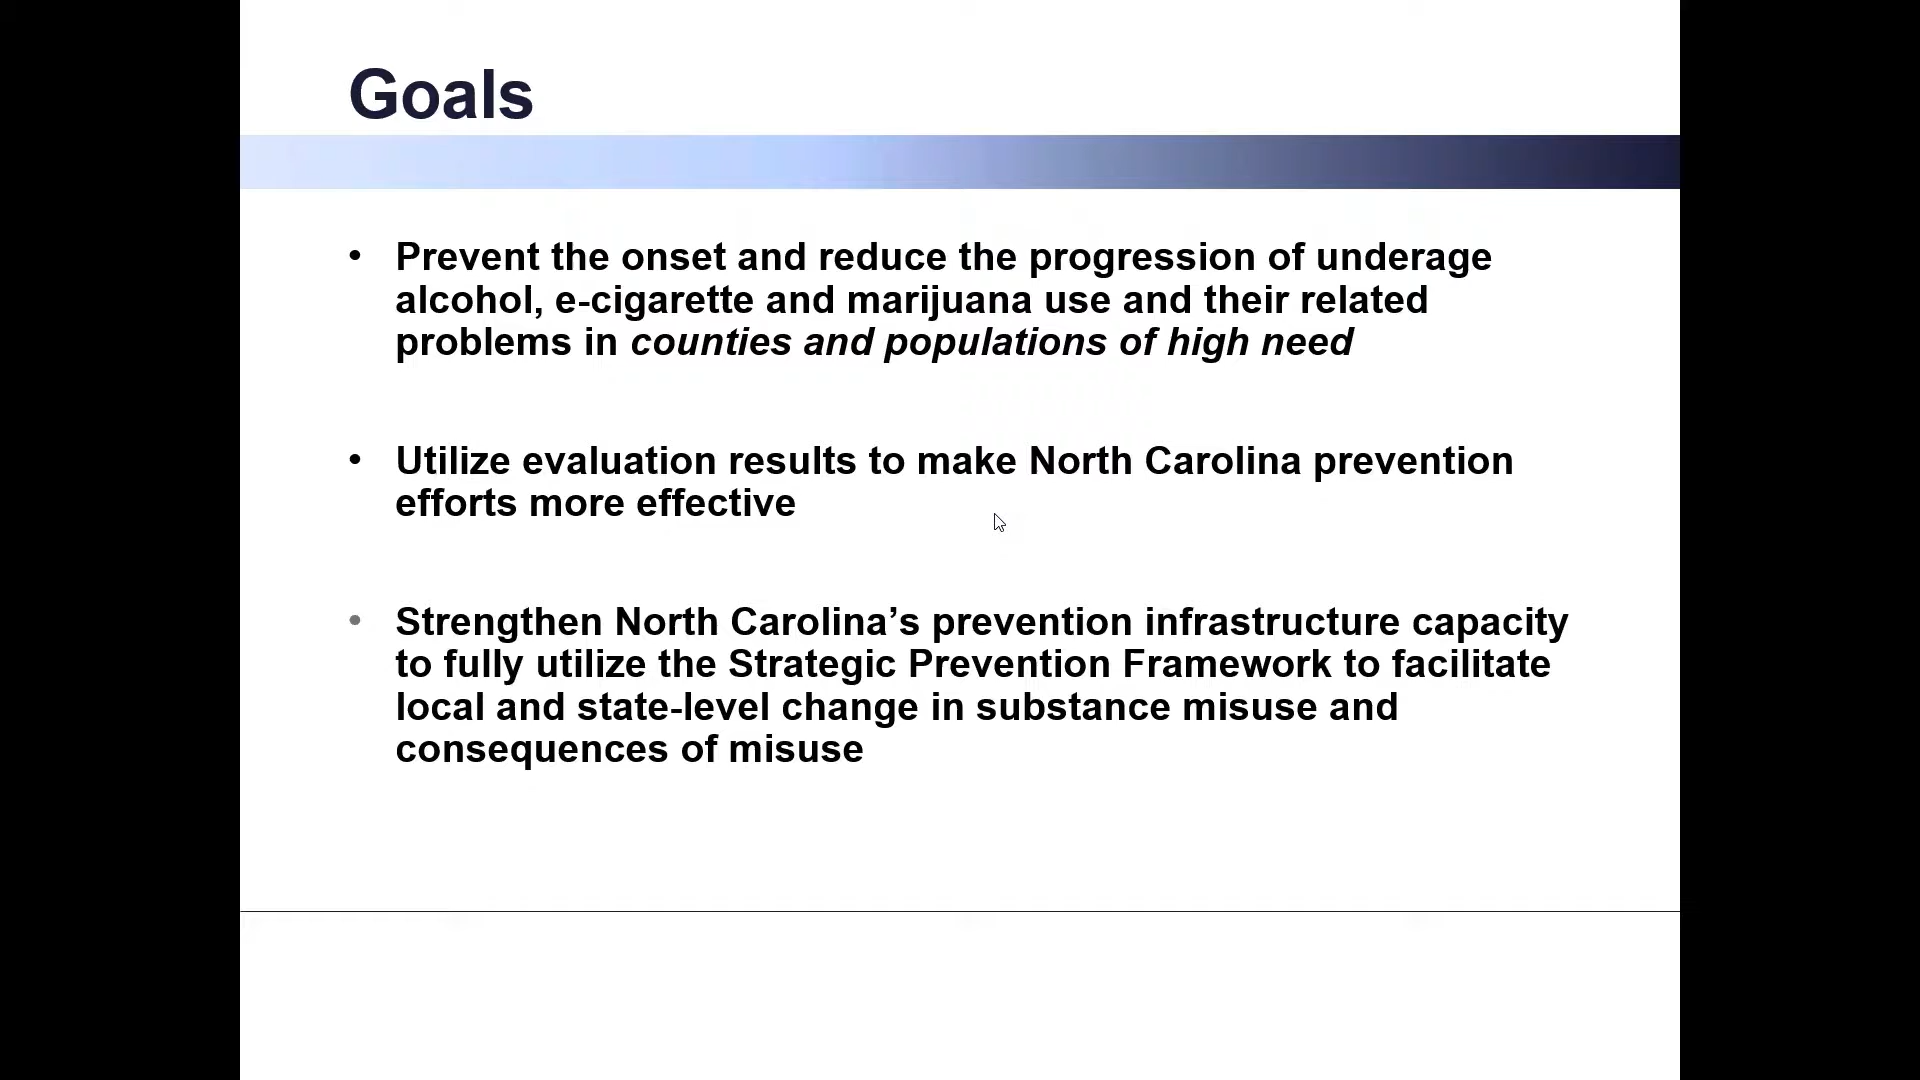 Goals
• Prevent the onset and reduce the progression of underage
alcohol, e-cigarette and marijuana use and their related
problems in counties and populations of high need
• Utilize evaluation results to make North Carolina prevention
efforts more effective
• Strengthen North Carolina’s prevention infrastructure capacity
to fully utilize the Strategic Prevention Framework to facilitate
local and state-level change in substance misuse and
consequences of misuse